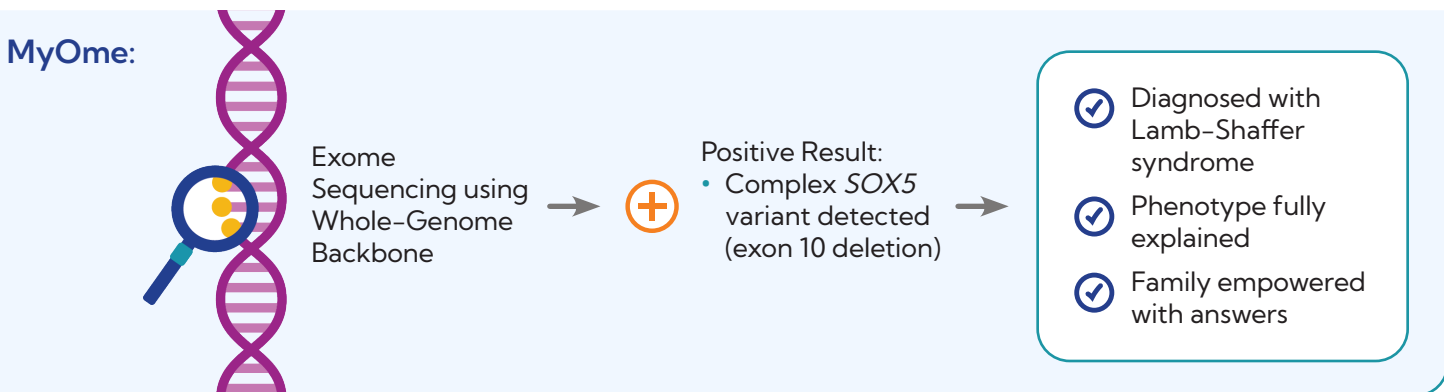 MyOme:
Exome
Sequencing using
Whole-Genome
Backbone
Positive Result:
• Complex SOX5
variant detected
(exon 10 deletion)
Diagnosed with
Lamb-Shaffer
syndrome
Phenotype fully
explained
Family empowered
with answers